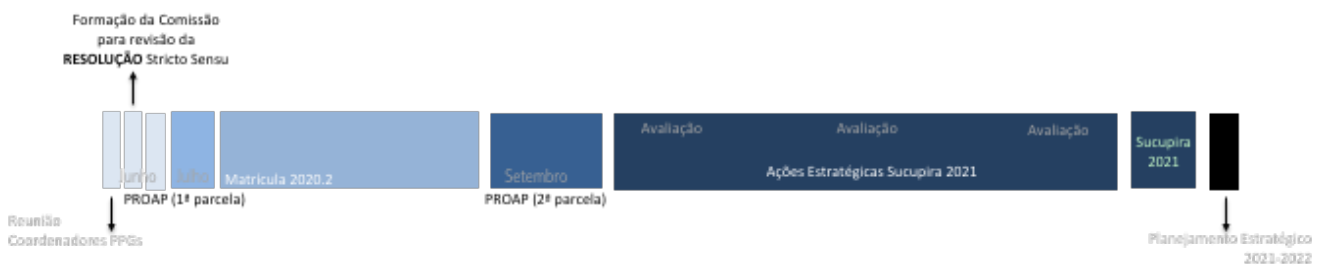 Formação da Comissão
para revisão da
RESOLUÇÃO Stricto Sensu
Avaliação Avaliação Avaliação
Sucupira
2021
Junho Julho Matrícula 2020.2 Setembro Ações Estratégicas Sucupira 2021
PROAP (1ª parcela) PROAP (2ª parcela)
Reunião
Coordenadores PPGs
Planejamento Estratégico
2021-2022